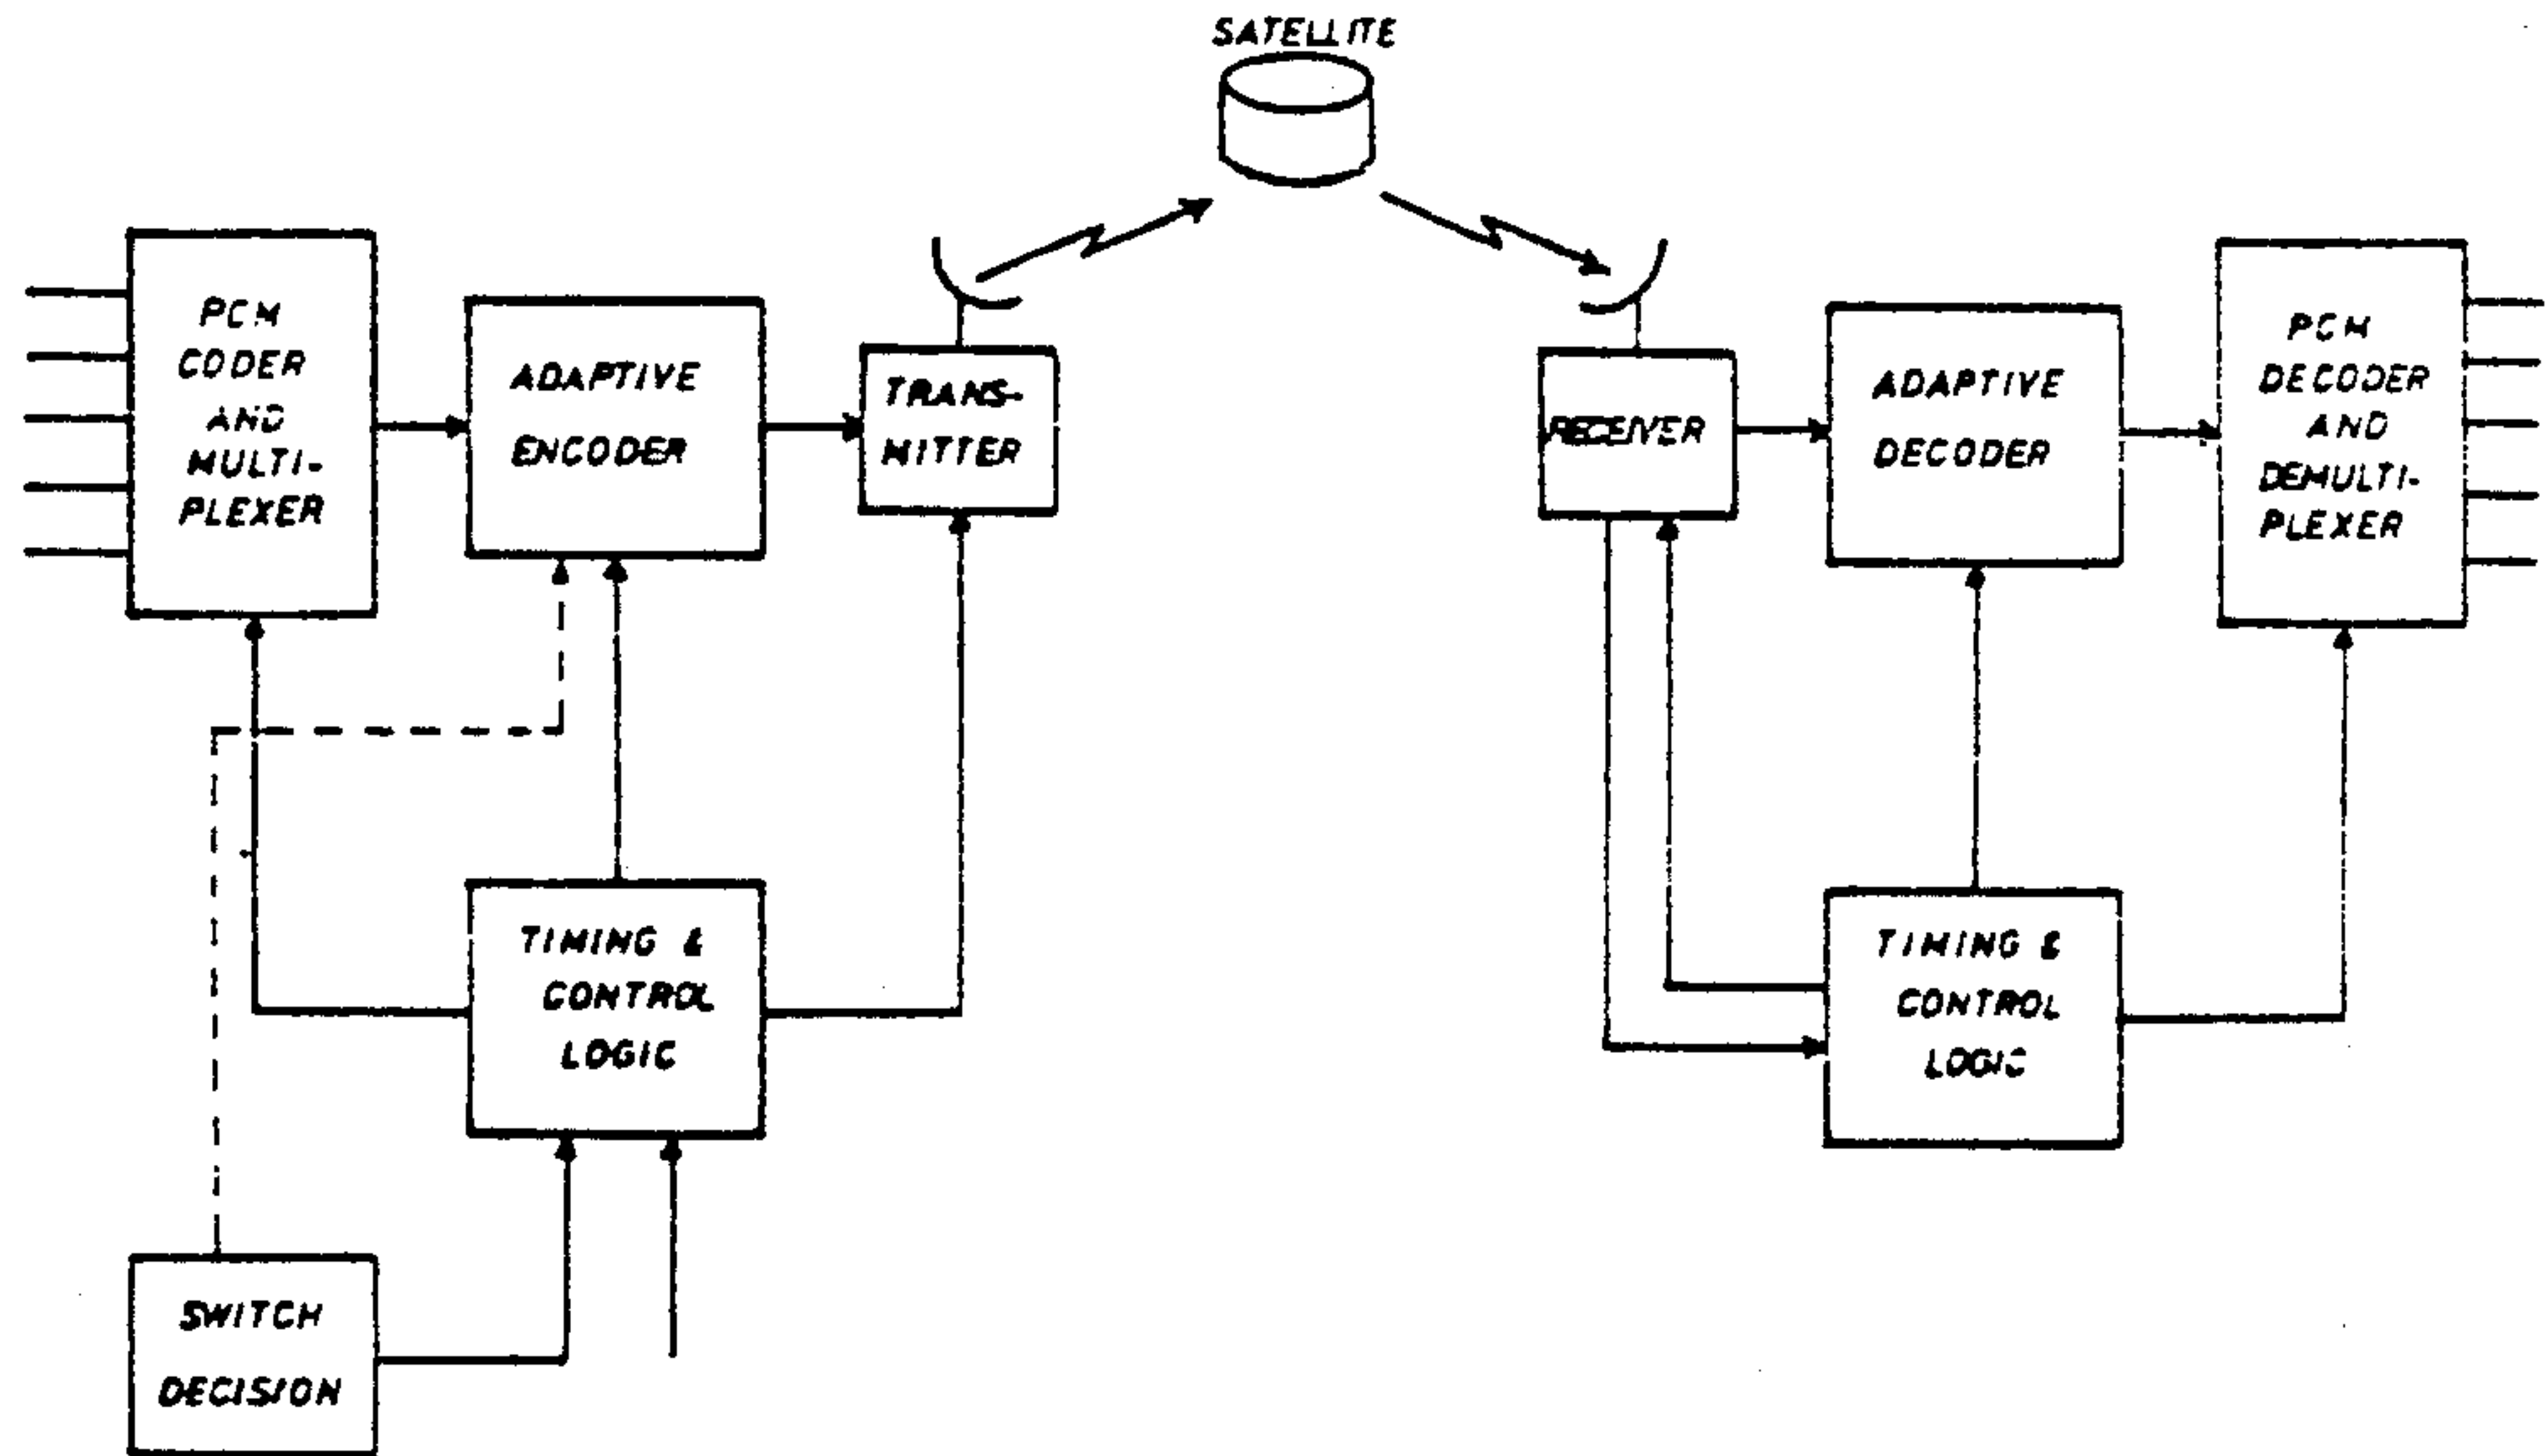 SATELLITE
PCM
CODER
AND
MULTI-
PLEXER
ADAPTIVE
ENCODER
TRANS-
MITTER
RECEIVER
ADAPTIVE
DECODER
PCM
DECODER
AND
DEMULTI-
PLEXER
TIMING &
CONTROL
LOGIC
TIMING &
CONTROL
LOGIC
SWITCH
DECISION